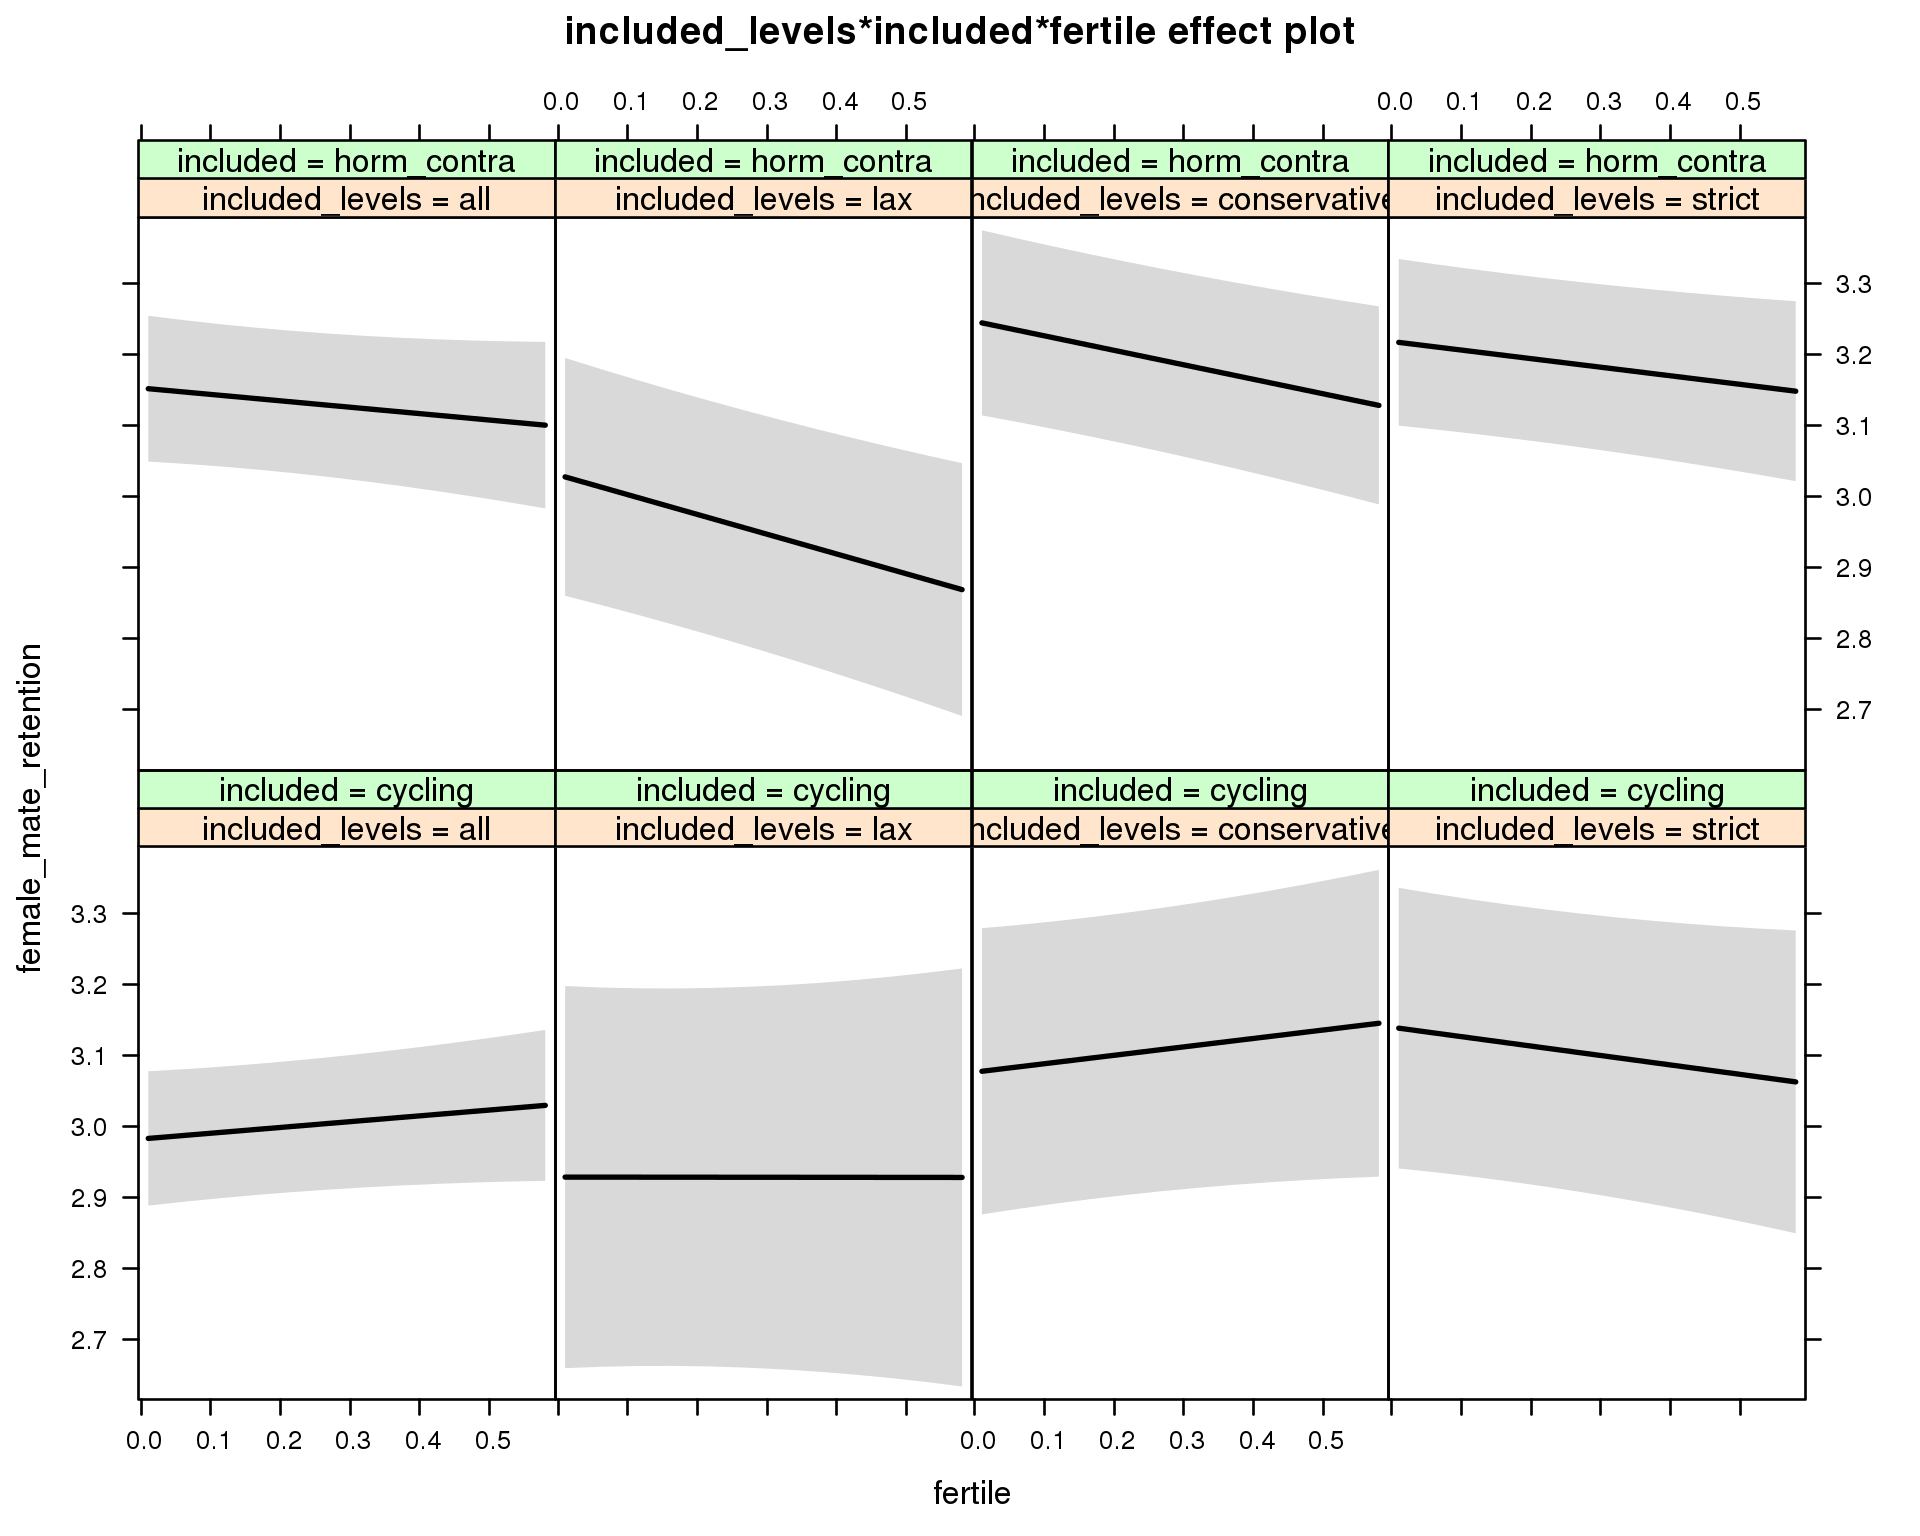 included_levels*included*fertile effect plot
0.0 0.1 0.2 0.3 0.4 0.5 0.0 0.1 0.2 0.3 0.4 0.5
included = horm_contra included = horm_contra included = horm_contra included = horm_contra
included_levels = all included_levels = lax ncluded_levels = conservative included_levels = strict
3.3
3.2
3.1
3.0
2.9
2.8
2.7
female_mate_retention
included = cycling included = cycling included = cycling included = cycling
included_levels = all included_levels = lax ncluded_levels = conservative included_levels = strict
3.3
3.2
3.1
3.0
2.9
2.8
2.7
0.0 0.1 0.2 0.3 0.4 0.5 0.0 0.1 0.2 0.3 0.4 0.5
fertile